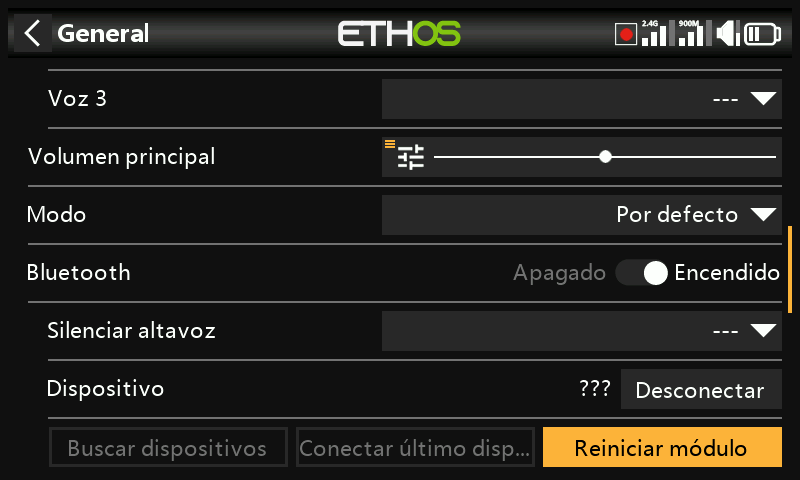 General
ETHOS
2.4G
900M
Voz 3
---
Volumen principal
Modo
Por defecto
Bluetooth
Apagado
Encendido
Silenciar altavoz
---
Dispositivo
???
Desconectar
Buscar dispositivos
Conectar último disp...
Reiniciar módulo